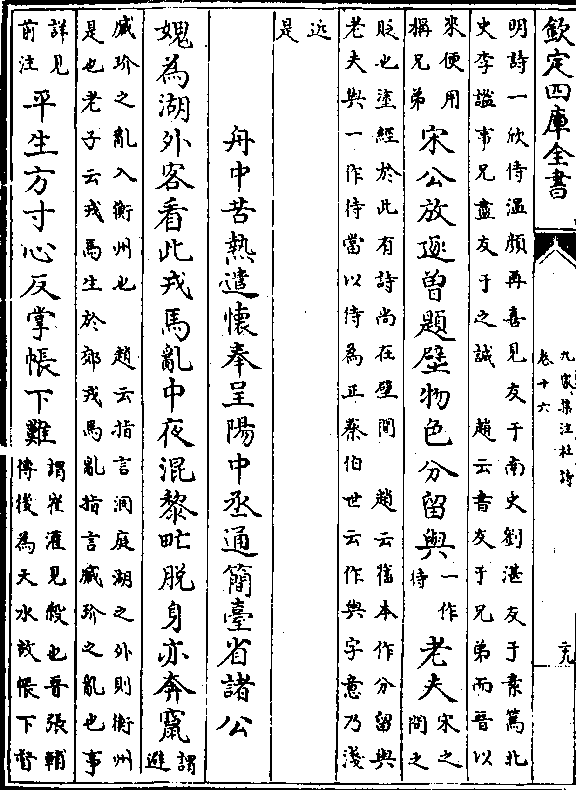 欽定四庫全書
九家集注杜詩
卷十六
明詩一欣侍溫顔再喜見友于南史劉湛友于素篤北
史李謐事兄盡友于之誠　趙云書友于兄弟而晉以
來便用
稱兄弟
宋公放逐曾題壁物色分留與
一作
待
老夫
宋之
問之
貶也塗經於此有詩尚在壁間　趙云舊本作分留與
老夫與一作待當以待為正蔡伯世云作與字意乃淺
近
是
舟中苦熱遣懷奉呈陽中丞通簡臺省諸公
媿為湖外客看此戎馬亂中夜混黎甿脱身亦奔竄
謂
避
臧玠之亂入衡州也　趙云指言洞庭湖之外則衡州
是也老子云戎馬生於郊戎馬亂指言臧玠之亂也事
詳見
前注
平生方寸心反掌帳下難
謂崔灌見殺也晉張輔
傳後為天水故帳下督